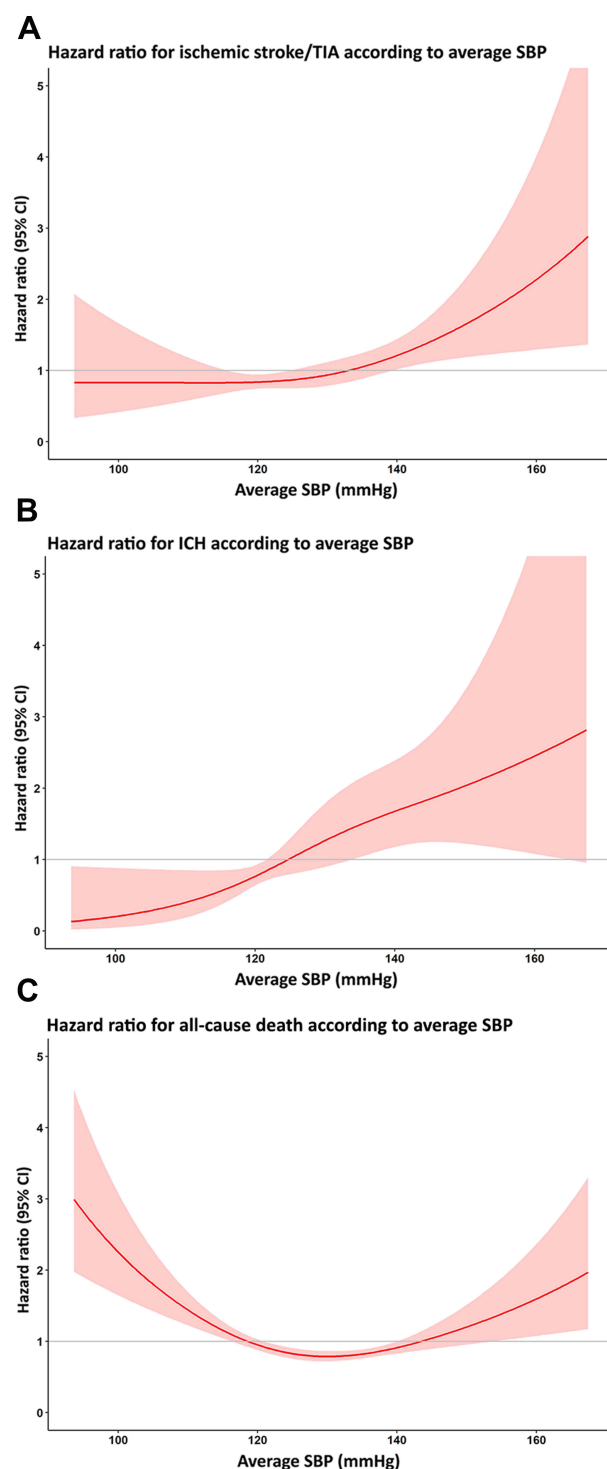 A
Hazard ratio for ischemic stroke/TIA according to average SBP
Hazard ratio (95% CI)
5
4
3
2
1
0
100 120 140 160
Average SBP (mmHg)
B
Hazard ratio for ICH according to average SBP
Hazard ratio (95% CI)
5
4
3
2
1
0
100 120 140 160
Average SBP (mmHg)
C
Hazard ratio for all-cause death according to average SBP
Hazard ratio (95% CI)
5
4
3
2
1
0
100 120 140 160
Average SBP (mmHg)